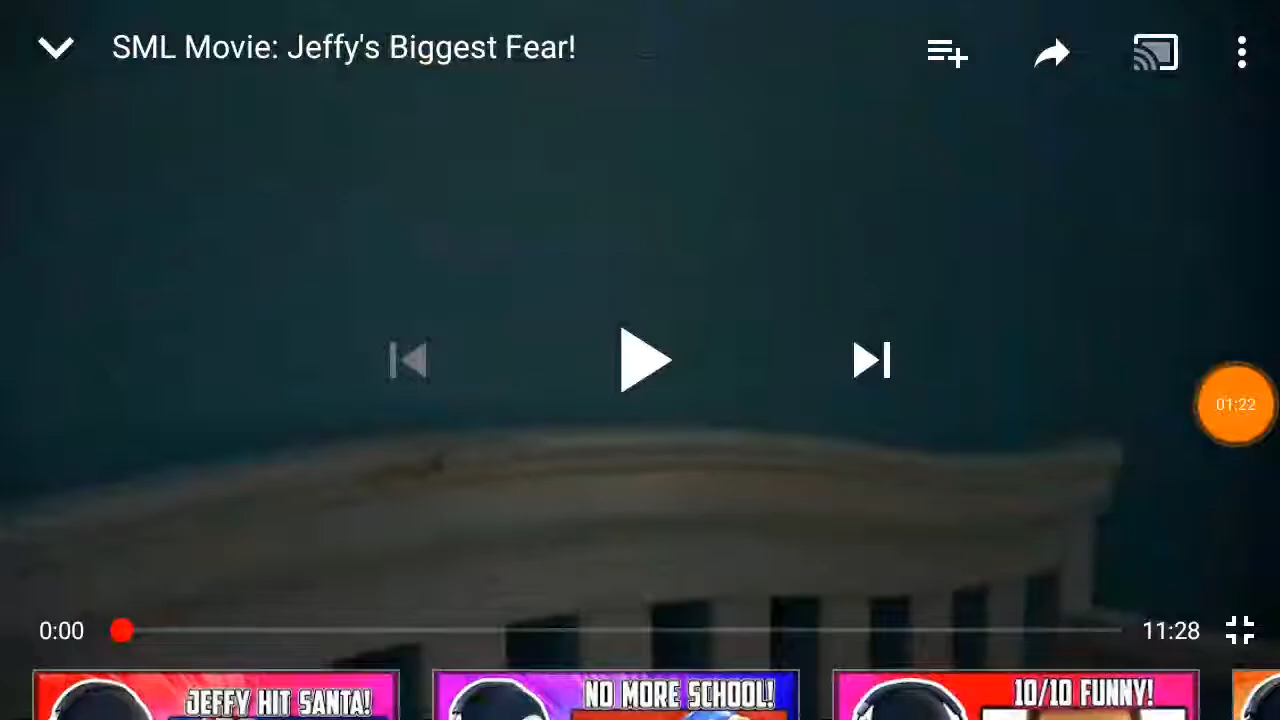 SML Movie: Jeffy's Biggest Fear!
01:22
0:00
11:28
JEFFY HIT SANTA!
NO MORE SCHOOL!
10/10 FUNNY!